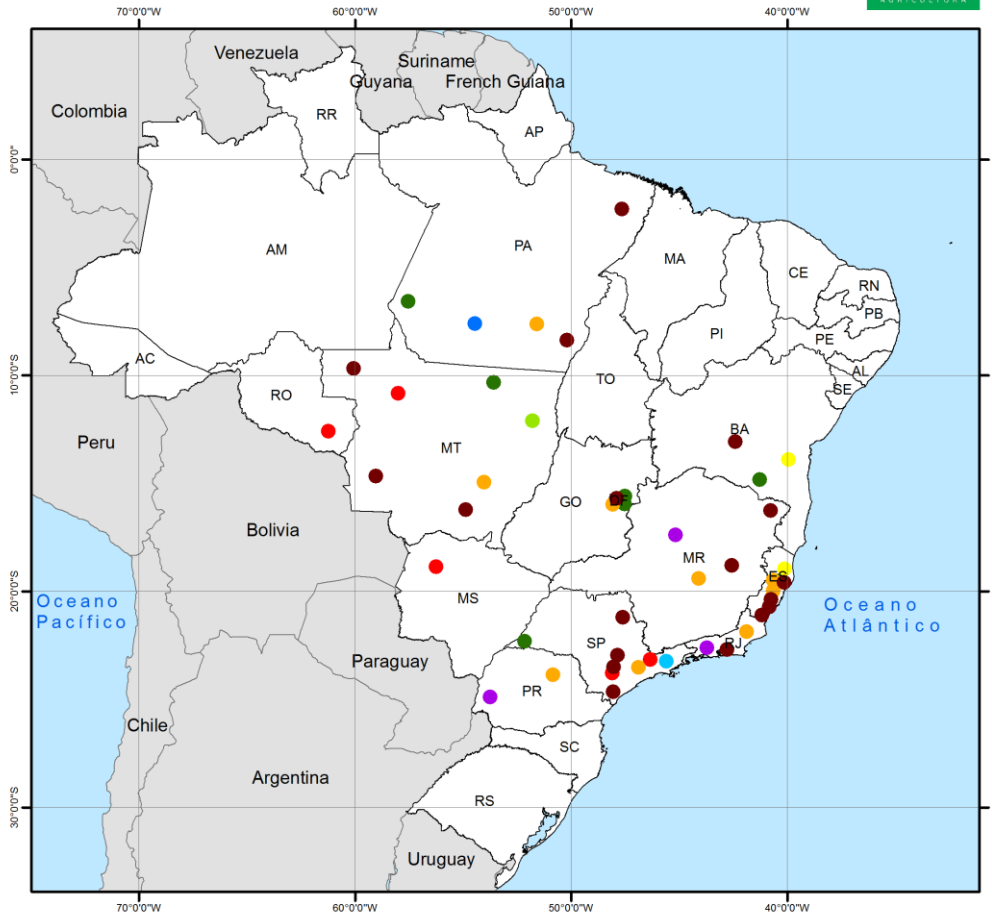 AGRICULTURA
70°0'0"W 60°0'0"W 50°0'0"W 40°0'0"W
Venezuela
Suriname
Guyana French Guiana
Colombia
RR
AP
0°0'0"
AM
PA
MA
CE
RN
PB
PI
PE
AC
AL
TO
SE
10°0'0"S
RO
BA
Peru
MT
GO
DF
Bolivia
MR
ES
MS
Oceano
Pacífico
Oceano
Atlântico
SP
RJ
Paraguay
PR
Chile
SC
Argentina
RS
20°0'0"S
30°0'0"S
Uruguay
70°0'0"W 60°0'0"W 50°0'0"W 40°0'0"W